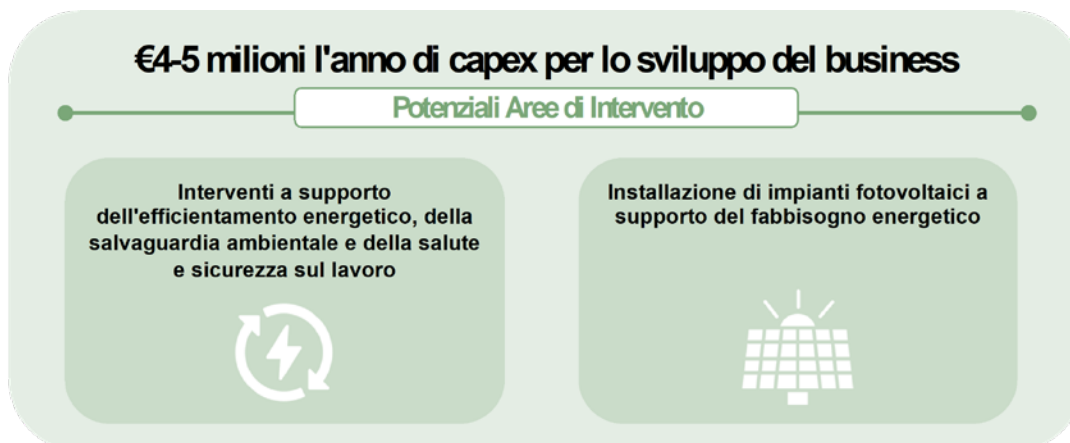 €4-5 milioni l'anno di capex per lo sviluppo del business
Potenziali Aree di Intervento
Interventi a supporto
dell'efficientamento energetico, della
salvaguardia ambientale e della salute
e sicurezza sul lavoro
Installazione di impianti fotovoltaici a
supporto del fabbisogno energetico